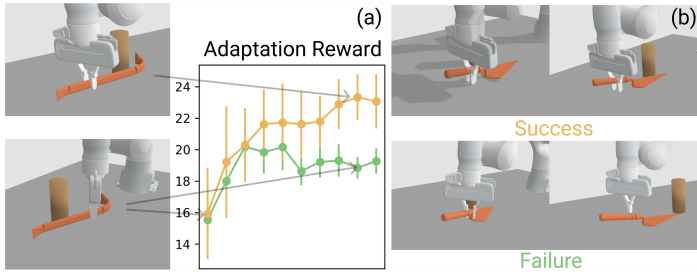 (a)
(b)
Adaptation Reward
24
22
20
18
16
14
Success
Failure